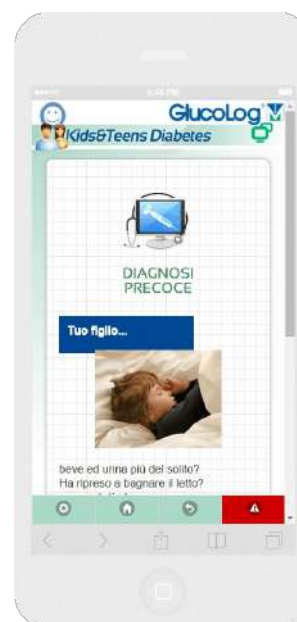 GlucoLog
Kids&Teens Diabetes
DIAGNOSI
PRECOCE
Tuo figlio...
beve ed urina più del solito?
Ha ripreso a bagnare il letto?